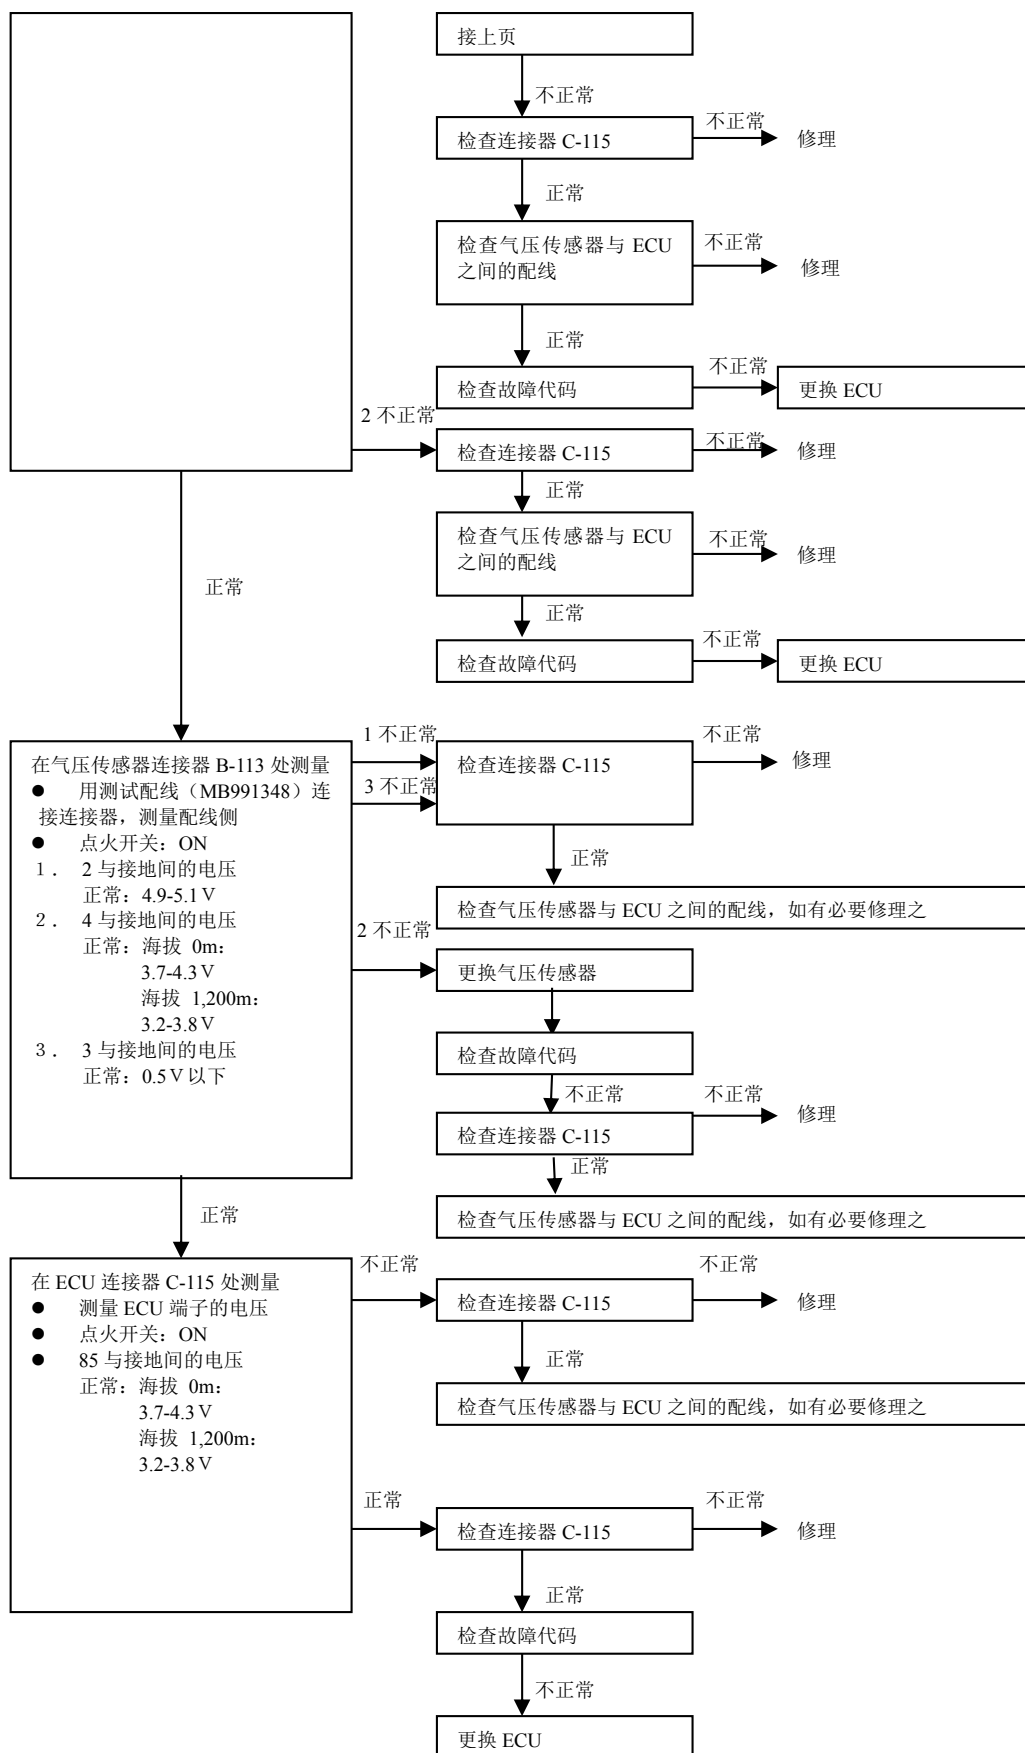 接上页
不正常
检查连接器 C-115
不正常
修理
正常
检查气压传感器与 ECU
之间的配线
不正常
修理
正常
检查故障代码
不正常
更换 ECU
2 不正常
检查连接器 C-115
不正常
修理
正常
检查气压传感器与 ECU
之间的配线
不正常
修理
正常
正常
检查故障代码
不正常
更换 ECU
在气压传感器连接器 B-113 处测量
● 用测试配线（MB991348）连
接连接器，测量配线侧
● 点火开关：ON
１． 2 与接地间的电压
正常：4.9-5.1Ｖ
２． 4 与接地间的电压
正常：海拔 0m：
3.7-4.3Ｖ
海拔 1,200m：
3.2-3.8Ｖ
３． 3 与接地间的电压
正常：0.5Ｖ以下
1 不正常
3 不正常
检查连接器 C-115
不正常
修理
正常
检查气压传感器与 ECU 之间的配线，如有必要修理之
2 不正常
更换气压传感器
检查故障代码
不正常
检查连接器 C-115
不正常
修理
正常
检查气压传感器与 ECU 之间的配线，如有必要修理之
正常
在 ECU 连接器 C-115 处测量
● 测量 ECU 端子的电压
● 点火开关：ON
● 85 与接地间的电压
正常：海拔 0m：
3.7-4.3Ｖ
海拔 1,200m：
3.2-3.8Ｖ
不正常
检查连接器 C-115
不正常
修理
正常
检查气压传感器与 ECU 之间的配线，如有必要修理之
正常
检查连接器 C-115
不正常
修理
正常
检查故障代码
不正常
更换 ECU